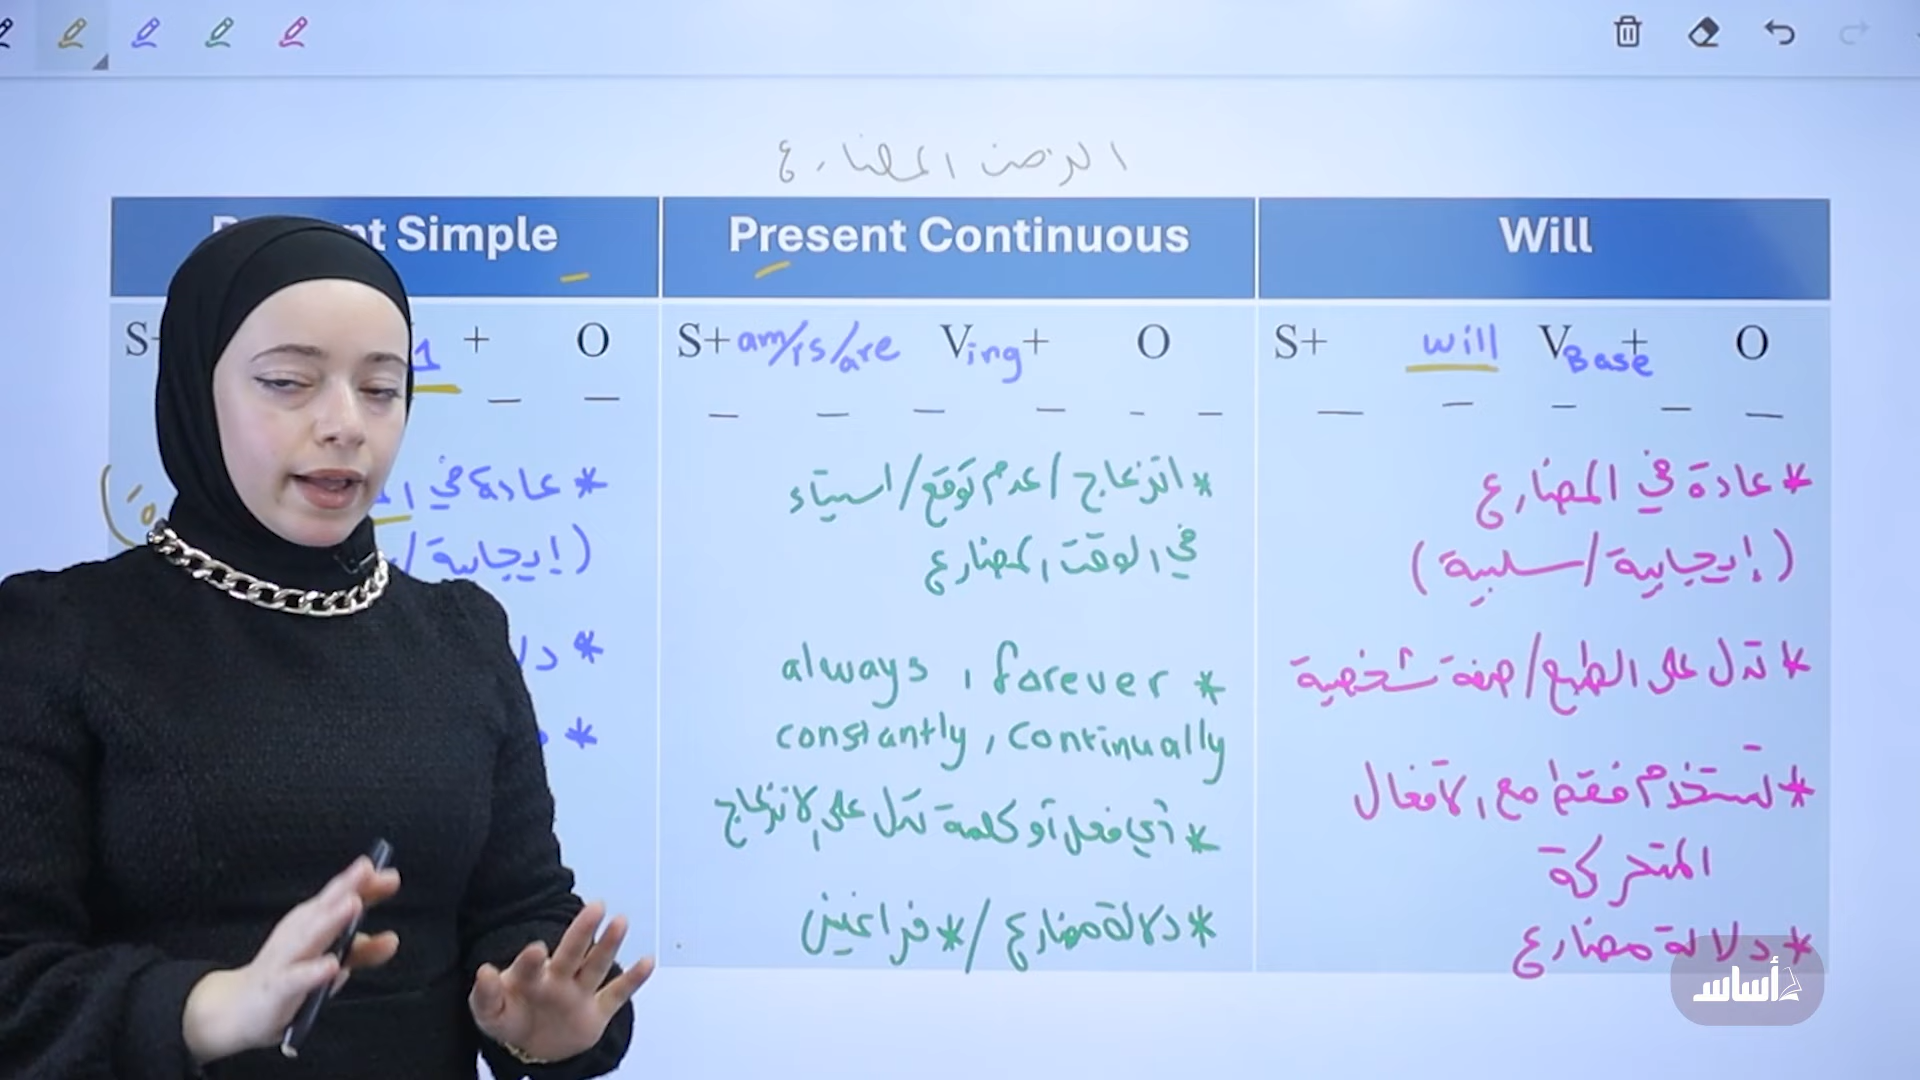 الزمن المضارع
nt Simple
Present Continuous
Will
S+
1
+ O
S+ am/is/are Ving + O
S+ will VBase + O
* عادة في
(إيجابية/
*
*
* انزعاج/عدم توقع/استياء
في الوقت المضارع
always, forever *
constantly, continually
* أي فعل أو كلمة تدل على الانزعاج
* دلالة مضارع/* فراغين
* عادة في المضارع
(إيجابية/سلبية)
* تدل على الطبع/صفة شخصية
* تستخدم فقط مع الأفعال
المتحركة
* دلالة مضارع
أساس